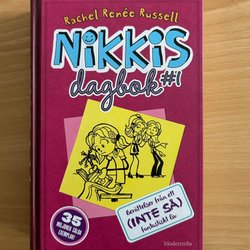 Rachel Renée Russell
NIKKIS
dagbok #1
Berättelser från ett
(INTE SÅ)
fantastiskt liv
35
MILJONER SÅLDA
EXEMPLAR!
Modernista